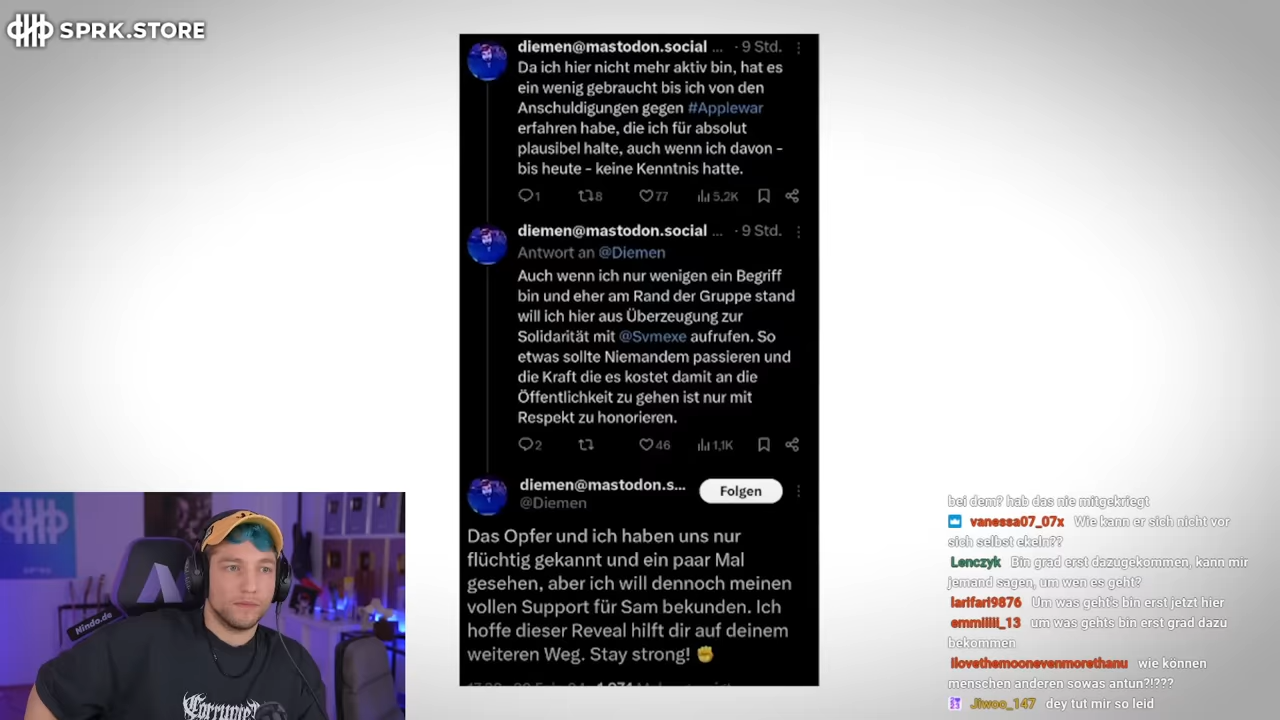 SPRK.STORE
diemen@mastodon.social ... · 9 Std.
Da ich hier nicht mehr aktiv bin, hat es
ein wenig gebraucht bis ich von den
Anschuldigungen gegen #Applewar
erfahren habe, die ich für absolut
plausibel halte, auch wenn ich davon -
bis heute - keine Kenntnis hatte.
1 8 77 5,2K
diemen@mastodon.social ... · 9 Std.
Antwort an @Diemen
Auch wenn ich nur wenigen ein Begriff
bin und eher am Rand der Gruppe stand
will ich hier aus Überzeugung zur
Solidarität mit @Svmexe aufrufen. So
etwas sollte Niemandem passieren und
die Kraft die es kostet damit an die
Öffentlichkeit zu gehen ist nur mit
Respekt zu honorieren.
2 46 1,1K
diemen@mastodon.s... Folgen
@Diemen
Das Opfer und ich haben uns nur
flüchtig gekannt und ein paar Mal
gesehen, aber ich will dennoch meinen
vollen Support für Sam bekunden. Ich
hoffe dieser Reveal hilft dir auf deinem
weiteren Weg. Stay strong! ✊
Nindo.de
Corrupted
bei dem? hab das nie mitgekriegt
vanessa07_07x Wie kann er sich nicht vor
sich selbst ekeln??
Lenczyk Bin grad erst dazugekommen, kann mir
jemand sagen, um wen es geht?
larifari9876 Um was geht's bin erst jetzt hier
emmilili_13 um was gehts bin erst grad dazu
bekommen
Ilovethemoonevenmorethanu wie können
menschen anderen sowas antun?!???
Jiwoo_147 dey tut mir so leid